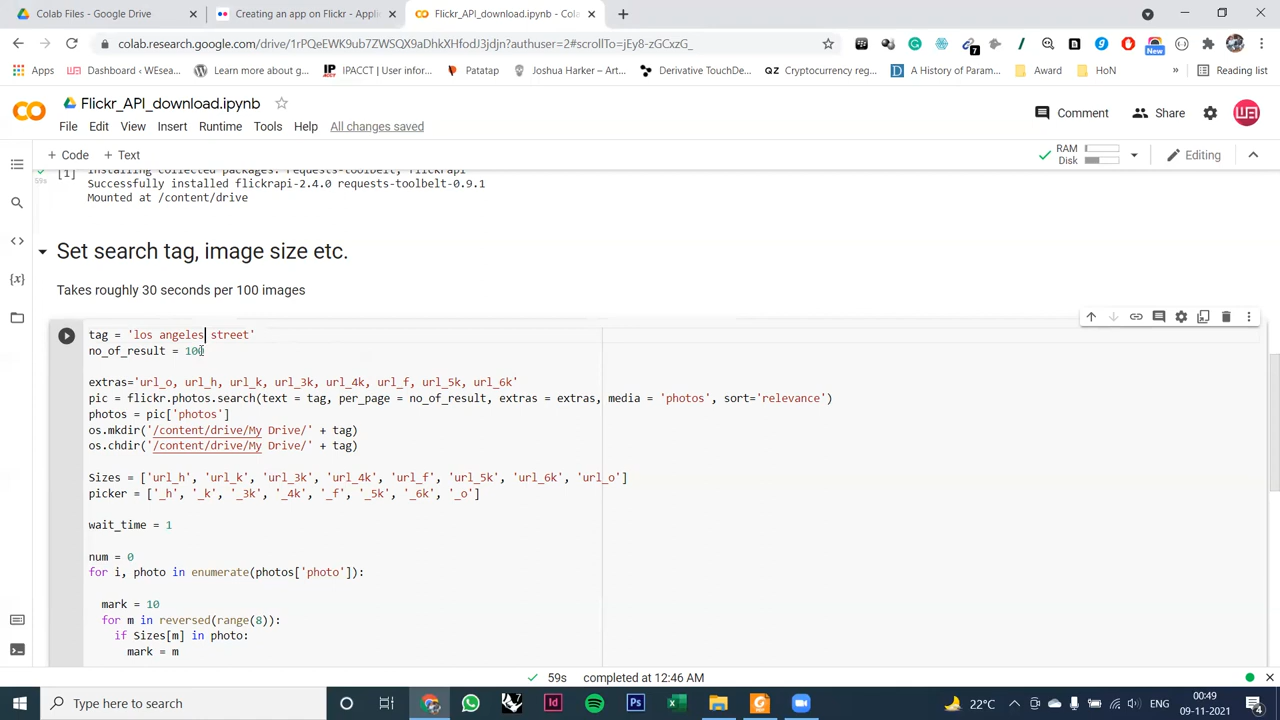 Colab Files - Google Drive
Creating an app on Flickr - Applic
Flickr_API_download.ipynb - Cola
colab.research.google.com/drive/1rPQeEWK9ub7ZWSQX9a0hkXhIfodJ3jdjn?authuser=2#scrollTo=jEy8-zGCxzG_
7
New
Apps
Dashboard ‹ WEsea...
Learn more about g...
IPACCT | User infor...
Patatap
Joshua Harker – Art...
Derivative TouchDe...
QZ Cryptocurrency reg...
A History of Param...
Award
HoN
»
Reading list
Flickr_API_download.ipynb
Comment
Share
File Edit View Insert Runtime Tools Help All changes saved
+ Code + Text
RAM
Disk
Editing
[1] Installing collected packages: requests-toolbelt, flickrapi
59s
Successfully installed flickrapi-2.4.0 requests-toolbelt-0.9.1
Mounted at /content/drive
Set search tag, image size etc.
Takes roughly 30 seconds per 100 images
tag = 'los angeles street'
no_of_result = 100
extras='url_o, url_h, url_k, url_3k, url_4k, url_f, url_5k, url_6k'
pic = flickr.photos.search(text = tag, per_page = no_of_result, extras = extras, media = 'photos', sort='relevance')
photos = pic['photos']
os.mkdir('/content/drive/My Drive/' + tag)
os.chdir('/content/drive/My Drive/' + tag)
Sizes = ['url_h', 'url_k', 'url_3k', 'url_4k', 'url_f', 'url_5k', 'url_6k', 'url_o']
picker = ['_h', '_k', '_3k', '_4k', '_f', '_5k', '_6k', '_o']
wait_time = 1
num = 0
for i, photo in enumerate(photos['photo']):
mark = 10
for m in reversed(range(8)):
if Sizes[m] in photo:
mark = m
59s completed at 12:46 AM
Type here to search
22°C
00:49
09-11-2021
4